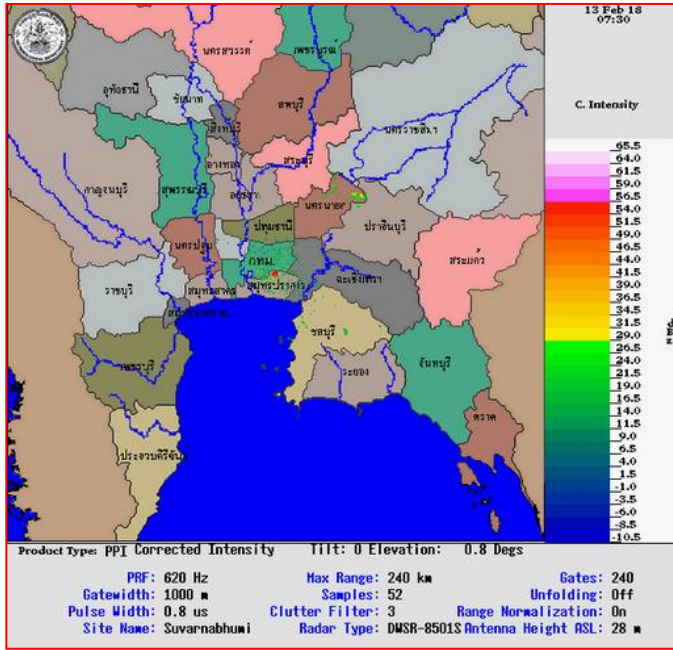 13 Feb 18
07:30
C. Intensity
65.5
64.0
61.5
59.0
56.5
54.0
51.5
49.0
46.5
44.0
41.5
39.0
36.5
34.0
31.5
29.0
26.5
24.0
21.5
19.0
16.5
14.0
11.5
9.0
6.5
4.0
1.5
-1.0
-3.5
-6.0
-8.5
-10.5
นครสวรรค์
เพชรบูรณ์
อุทัยธานี
ชัยนาท
ลพบุรี
สิงห์บุรี
นครราชสีมา
อ่างทอง
สระบุรี
กาญจนบุรี
สุพรรณบุรี
อยุธยา
นครนายก
ปราจีนบุรี
ปทุมธานี
นครปฐม
กทม.
สระแก้ว
ราชบุรี
สมุทรสาคร
สมุทรปราการ
ฉะเชิงเทรา
ชลบุรี
เพชรบุรี
ระยอง
จันทบุรี
ตราด
ประจวบคีรีขันธ์
Product Type: PPI Corrected Intensity Tilt: 0 Elevation: 0.8 Degs
PRF: 620 Hz Max Range: 240 km Gates: 240
Gatewidth: 1000 m Samples: 52 Unfolding: Off
Pulse Width: 0.8 us Clutter Filter: 3 Range Normalization: On
Site Name: Suvarnabhumi Radar Type: DWSR-8501S Antenna Height ASL: 28 m